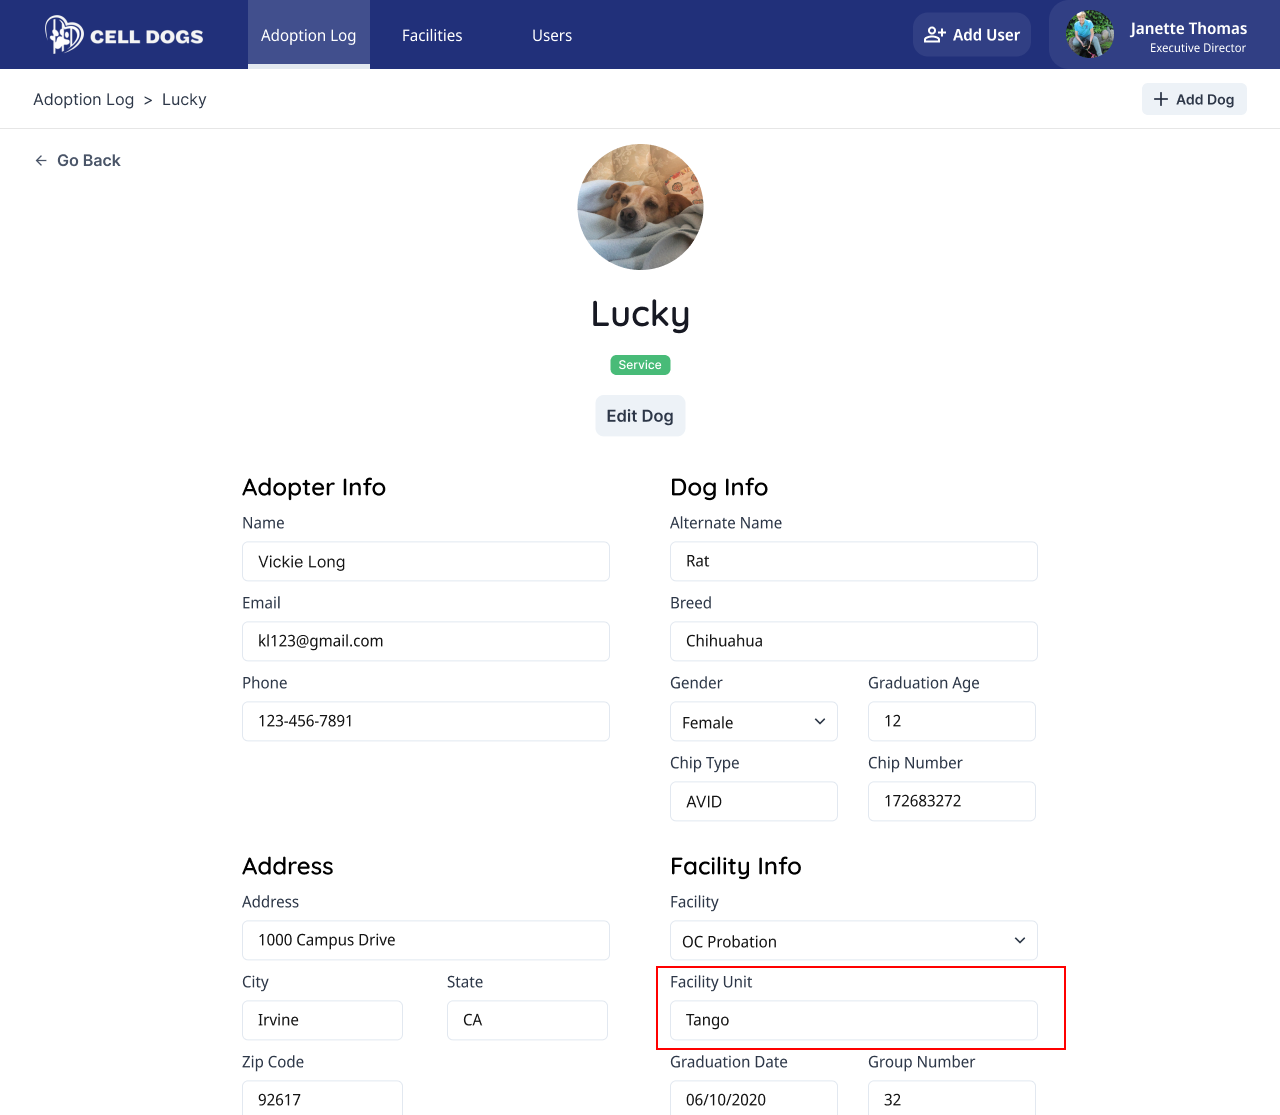 CELL DOGS
Adoption Log
Facilities
Users
Add User
Janette Thomas
Executive Director
Adoption Log > Lucky
Add Dog
Go Back
Lucky
Service
Edit Dog
Adopter Info
Name
Vickie Long
Email
kl123@gmail.com
Phone
123-456-7891
Dog Info
Alternate Name
Rat
Breed
Chihuahua
Gender
Graduation Age
Female
12
Chip Type
Chip Number
AVID
172683272
Address
Address
1000 Campus Drive
City
State
Irvine
CA
Zip Code
92617
Facility Info
Facility
OC Probation
Facility Unit
Tango
Graduation Date
Group Number
06/10/2020
32